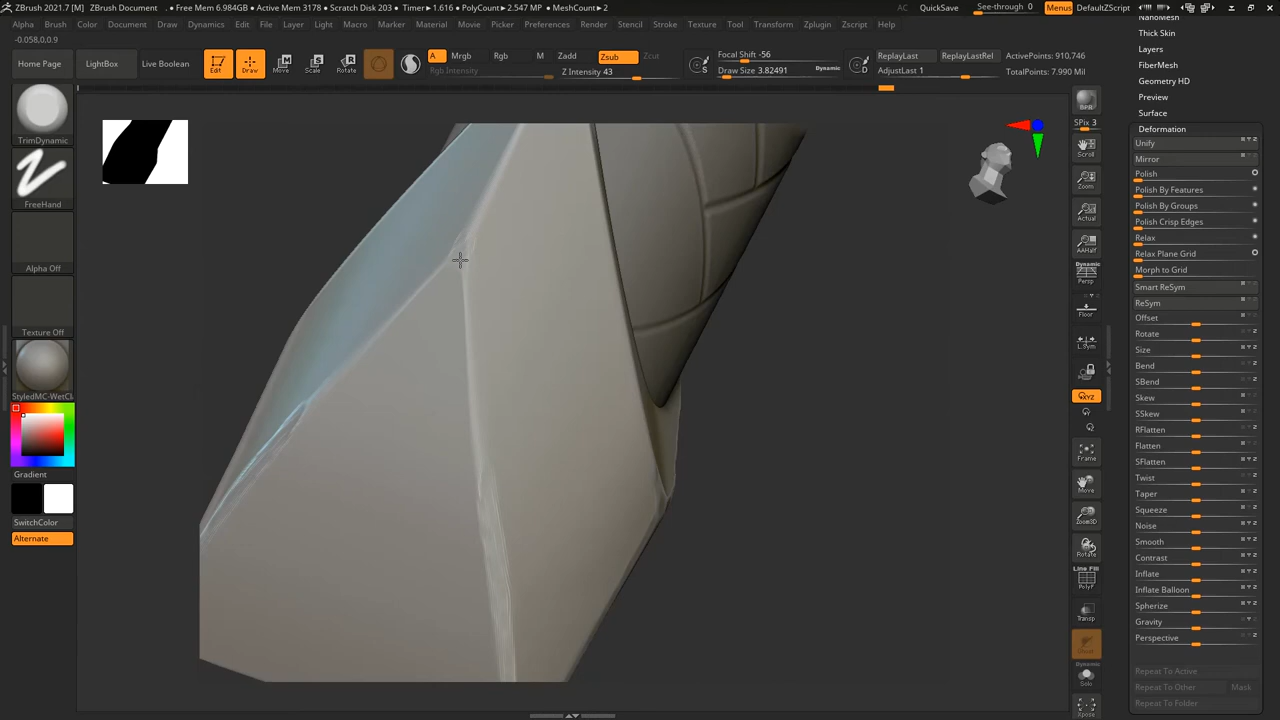 ZBrush 2021.7 [M] ZBrush Document . • Free Mem 6.984GB • Active Mem 3178 • Scratch Disk 203 • Timer▸1.616 • PolyCount▸2.547 MP • MeshCount▸2 AC QuickSave See-through 0 Menus DefaultZScript
Alpha Brush Color Document Draw Dynamics Edit File Layer Light Macro Marker Material Movie Picker Preferences Render Stencil Stroke Texture Tool Transform Zplugin Zscript Help
-0.058,0,0.9
Home Page LightBox Live Boolean Edit Draw Move Scale Rotate A Mrgb Rgb M Zadd Zsub Zcut
Rgb Intensity Z Intensity 43
Focal Shift -56
Draw Size 3.82491 Dynamic
S D
ReplayLast ReplayLastRel
AdjustLast 1
ActivePoints: 910,746
TotalPoints: 7.990 Mil
TrimDynamic
FreeHand
Alpha Off
Texture Off
StyledMC-WetCl
Gradient
SwitchColor
Alternate
BPR
SPix 3
Scroll
Zoom
Actual
AAHalf
Dynamic
Persp
Floor
L.Sym
XYZ
Frame
Move
Zoom3D
Rotate
Line Fill
PolyF
Transp
Dynamic
Solo
Xpose
NanoMesh
Thick Skin
Layers
FiberMesh
Geometry HD
Preview
Surface
Deformation
Unify
Mirror
Polish
Polish By Features
Polish By Groups
Polish Crisp Edges
Relax
Relax Plane Grid
Morph to Grid
Smart ReSym
ReSym
Offset
Rotate
Size
Bend
SBend
Skew
SSkew
RFlatten
Flatten
SFlatten
Twist
Taper
Squeeze
Noise
Smooth
Contrast
Inflate
Inflate Balloon
Spherize
Gravity
Perspective
Repeat To Active
Repeat To Other Mask
Repeat To Folder